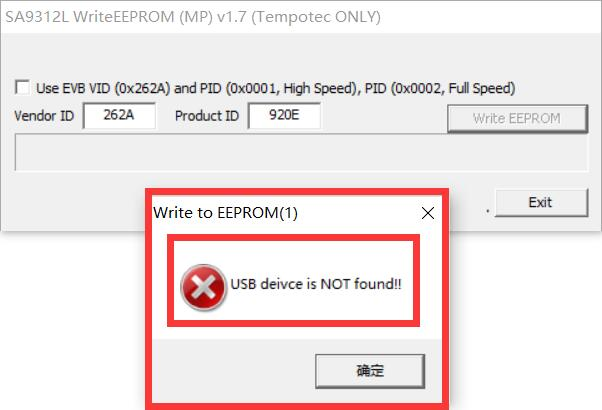 SA9312L WriteEEPROM (MP) v1.7 (Tempotec ONLY)
Use EVB VID (0x262A) and PID (0x0001, High Speed), PID (0x0002, Full Speed)
Vendor ID 262A Product ID 920E Write EEPROM
. Exit
Write to EEPROM(1)
USB deivce is NOT found!!
确定